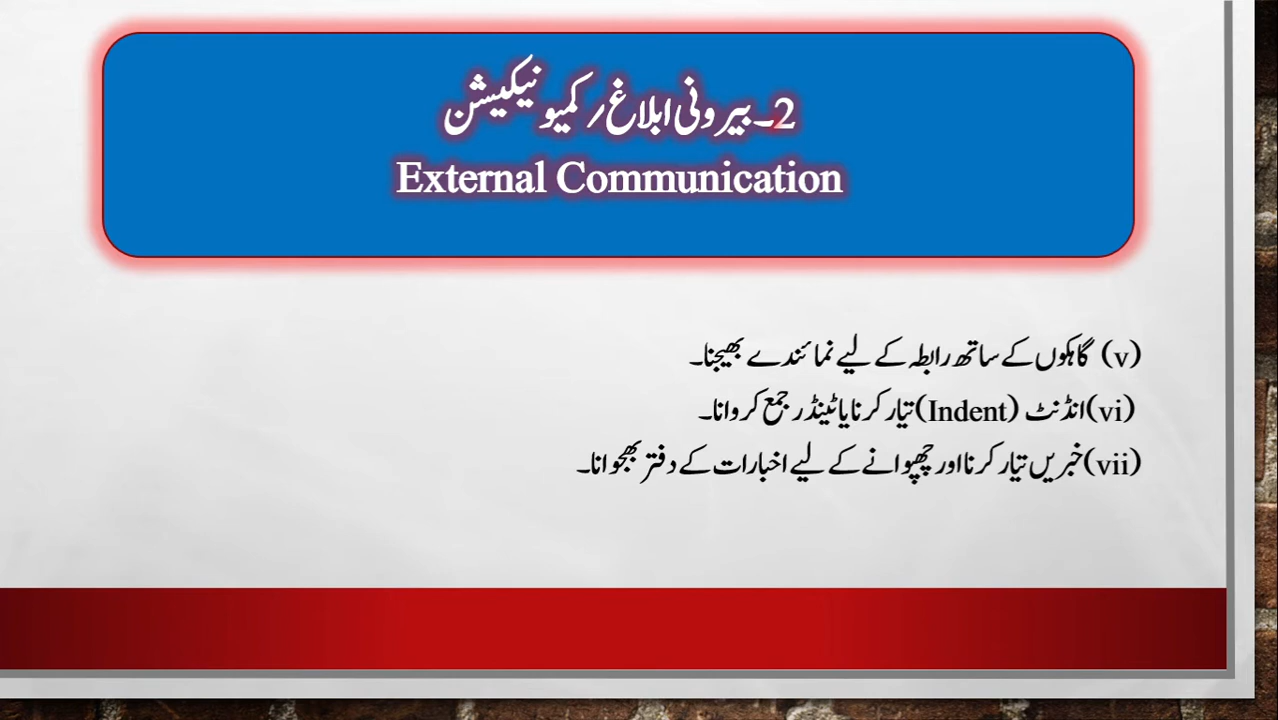 2۔بیرونی ابلاغ ر کمیونیکیشن
External Communication
(v) گاہکوں کے ساتھ رابطہ کے لیے نمائندے بھیجنا۔
(vi)انڈنٹ (Indent)تیار کرنا یا ٹینڈر جمع کروانا۔
(vii)خبریں تیار کرنا اور چھپوانے کے لیے اخبارات کے دفتر بھجوانا۔